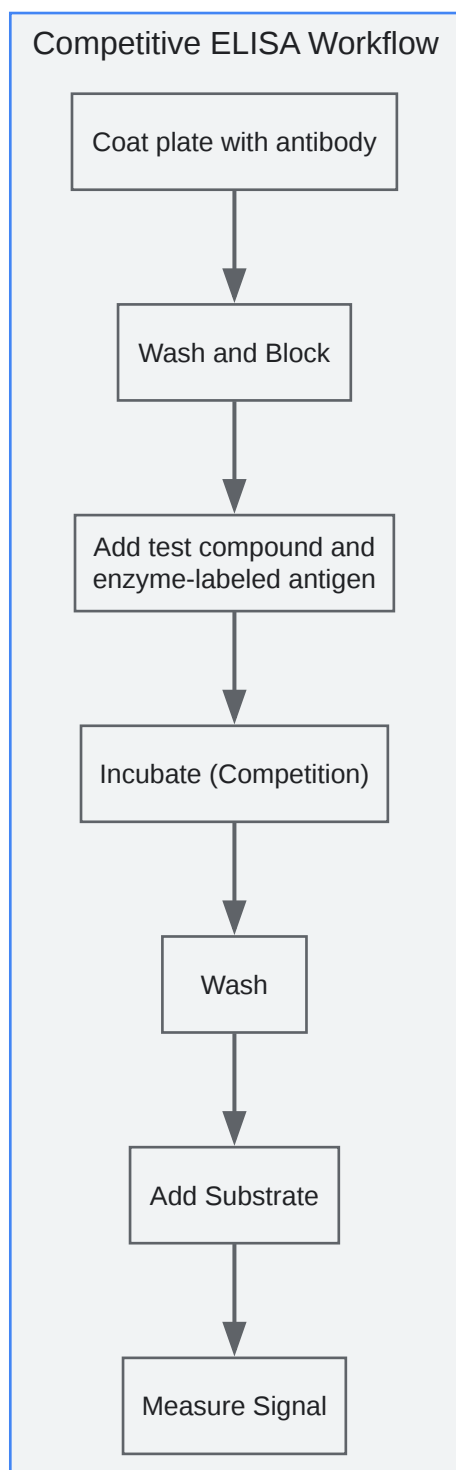 Competitive ELISA Workflow
Coat plate with antibody
Wash and Block
Add test compound and
enzyme-labeled antigen
Incubate (Competition)
Wash
Add Substrate
Measure Signal